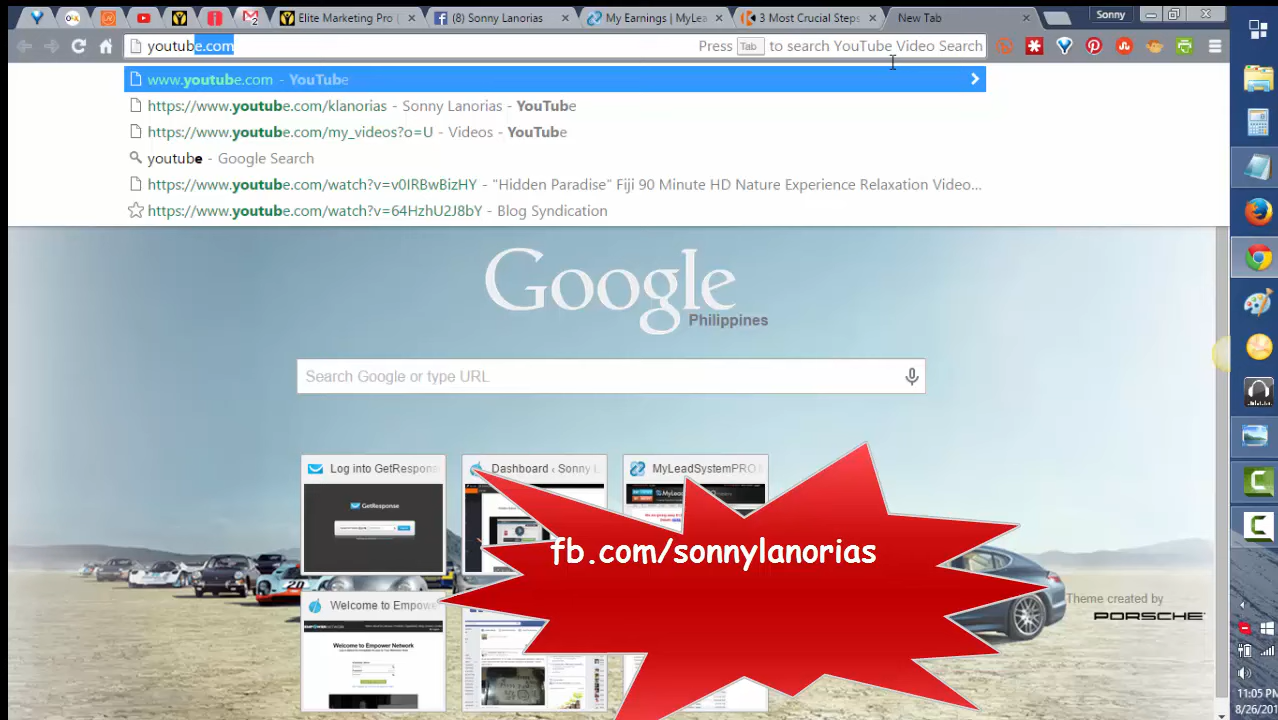 Elite Marketing Pro
(8) Sonny Lanorias
My Earnings | MyLea
3 Most Crucial Steps
New Tab
Sonny
youtube.com
Press Tab to search YouTube Video Search
www.youtube.com - YouTube
https://www.youtube.com/klanorias - Sonny Lanorias - YouTube
https://www.youtube.com/my_videos?o=U - Videos - YouTube
youtube - Google Search
https://www.youtube.com/watch?v=v0IRBwBizHY - "Hidden Paradise" Fiji 90 Minute HD Nature Experience Relaxation Video...
https://www.youtube.com/watch?v=64HzhU2J8bY - Blog Syndication
Google
Philippines
Search Google or type URL
Log into GetRespons
Dashboard ‹ Sonny L
MyLeadSystemPRO
GetResponse
fb.com/sonnylanorias
Welcome to Empowe
Welcome to Empower Network
Theme created by
PORSCHE
11:05 PM
8/26/201